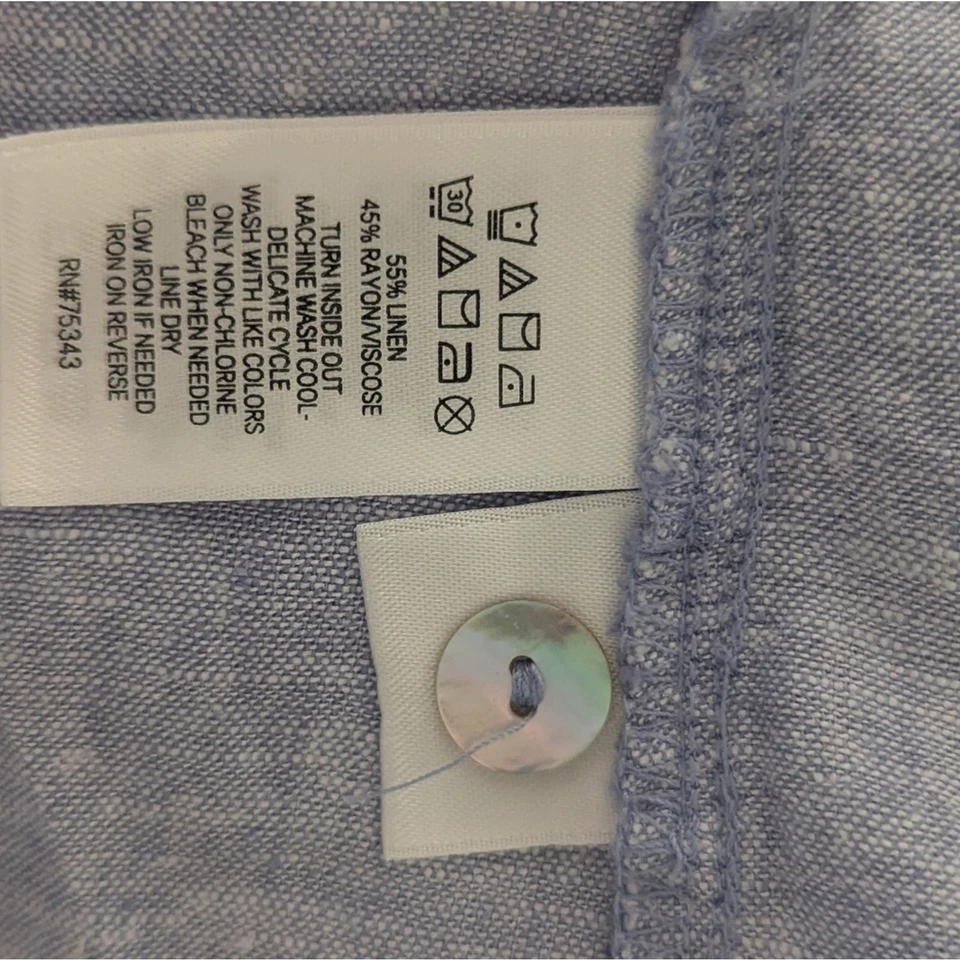 30
55% LINEN
45% RAYON/VISCOSE
TURN INSIDE OUT
MACHINE WASH COOL-
DELICATE CYCLE
WASH WITH LIKE COLORS
ONLY NON-CHLORINE
BLEACH WHEN NEEDED
LINE DRY
LOW IRON IF NEEDED
IRON ON REVERSE
RN#75343